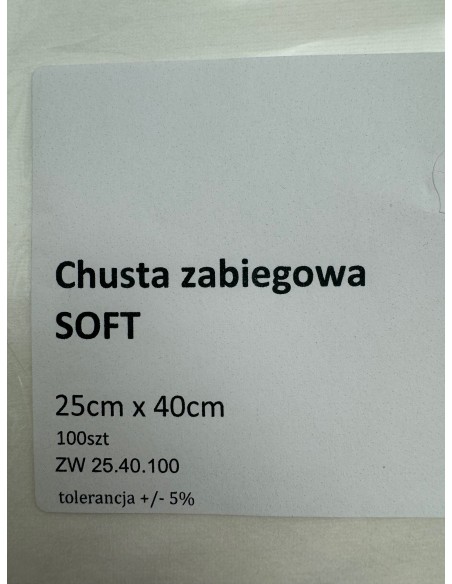 Chusta zabiegowa
SOFT
25cm x 40cm
100szt
ZW 25.40.100
tolerancja +/- 5%